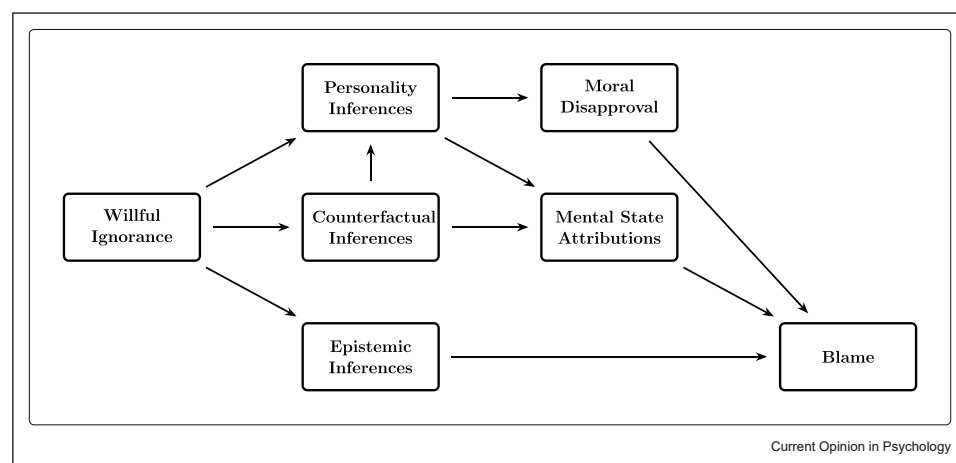 Personality
Inferences
Moral
Disapproval
Willful
Ignorance
Counterfactual
Inferences
Mental State
Attributions
Epistemic
Inferences
Blame
Current Opinion in Psychology